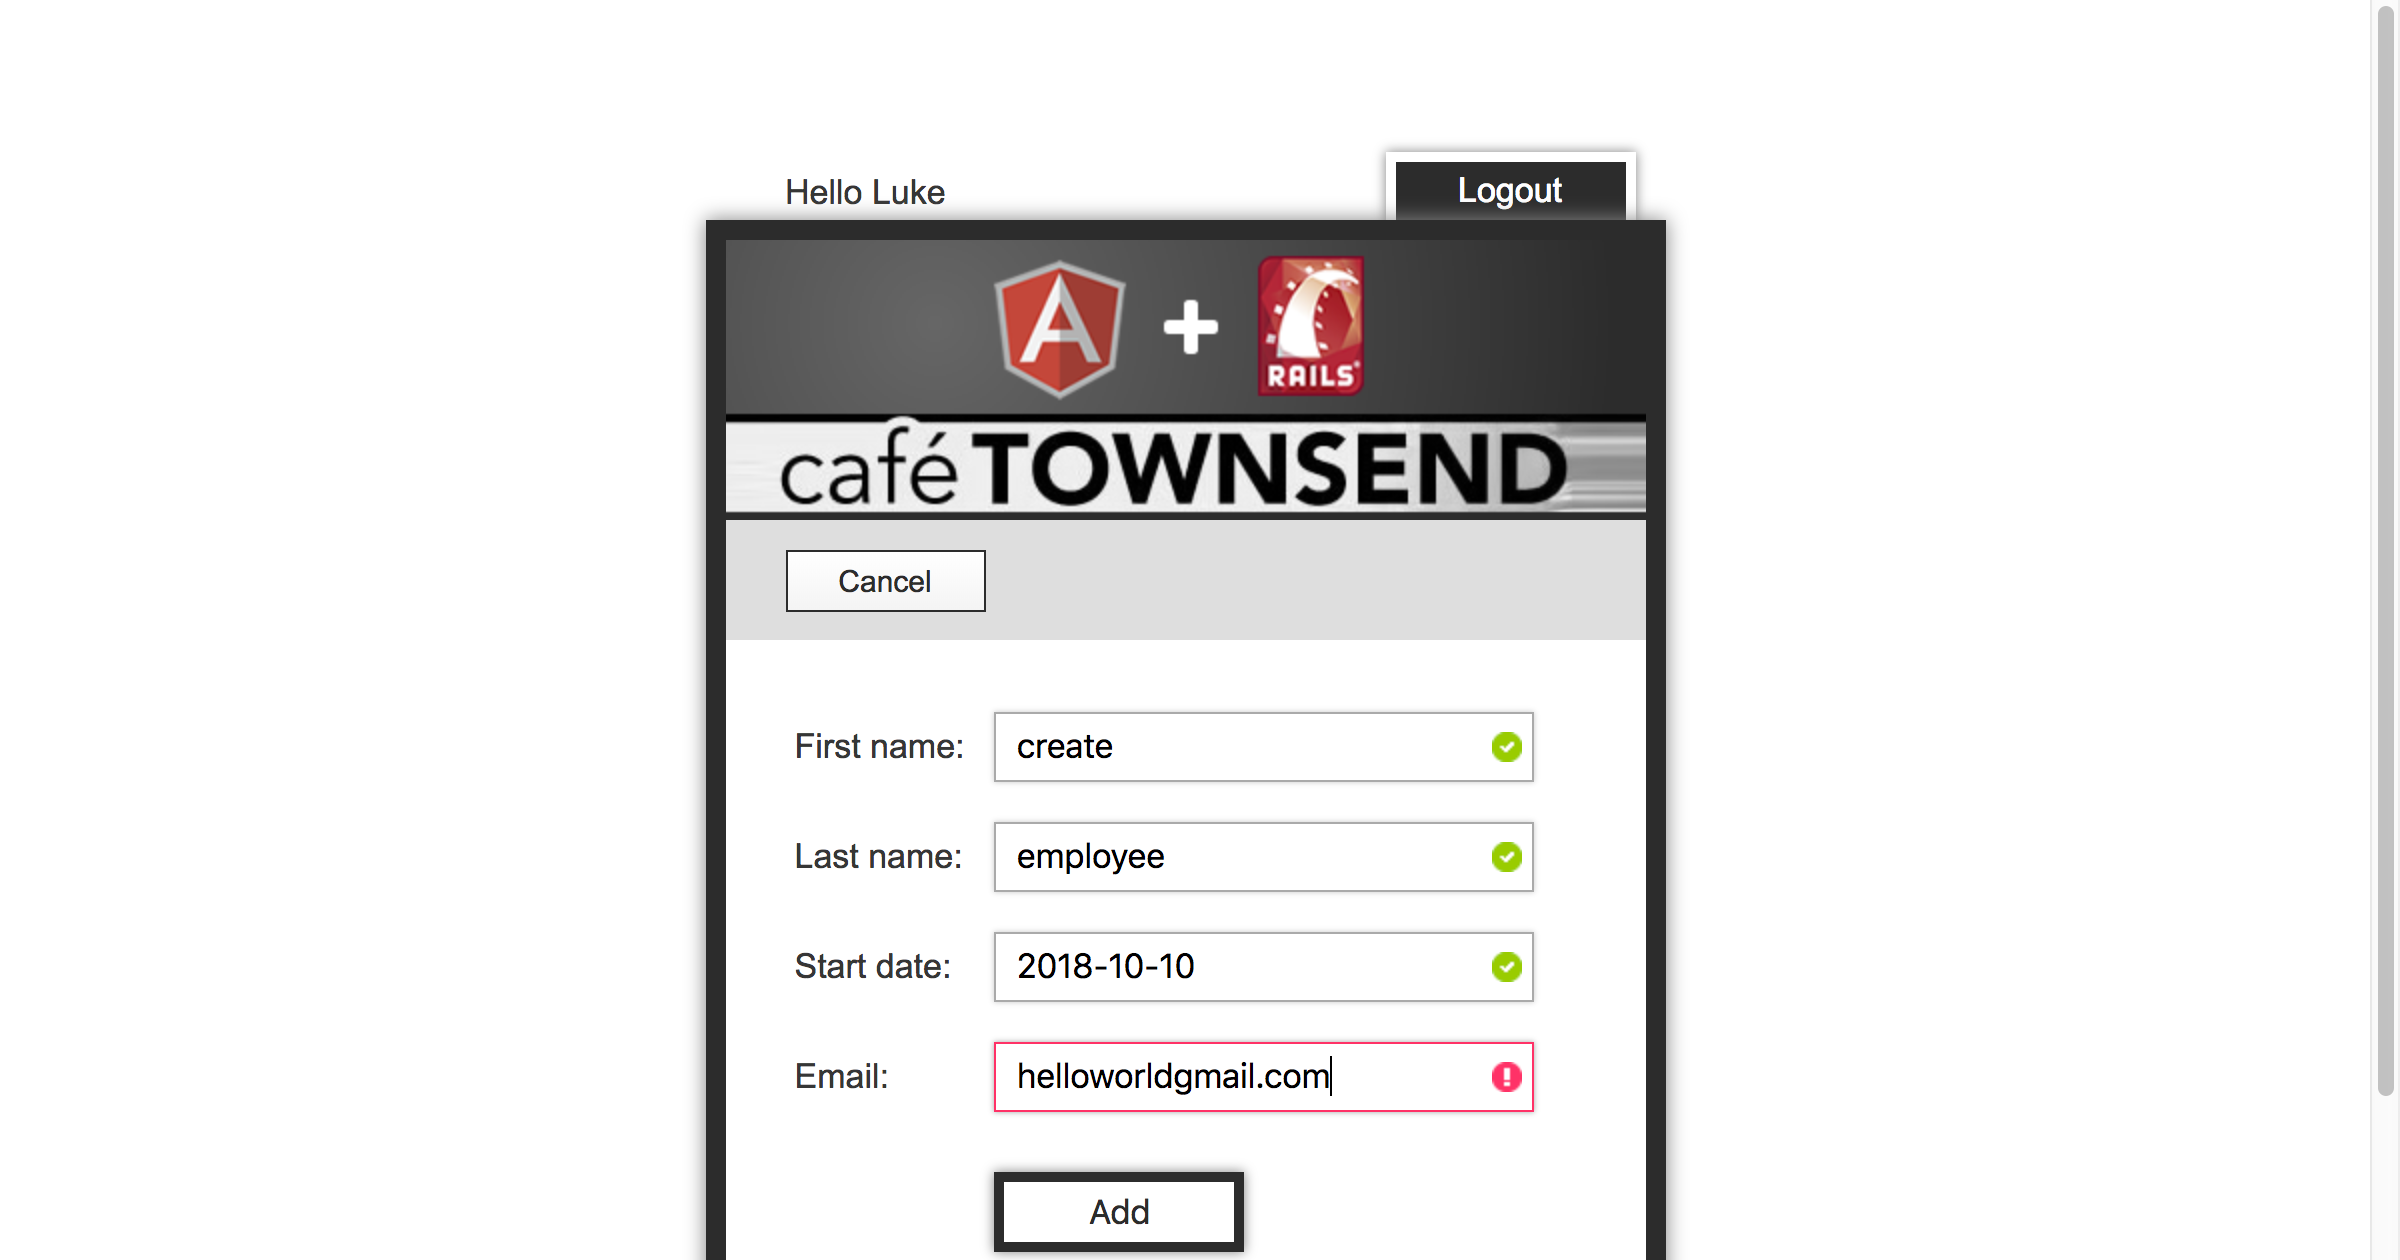 Hello Luke
Logout
A
RAILS
café TOWNSEND
Cancel
First name: create
Last name: employee
Start date: 2018-10-10
Email: helloworldgmail.com
Add